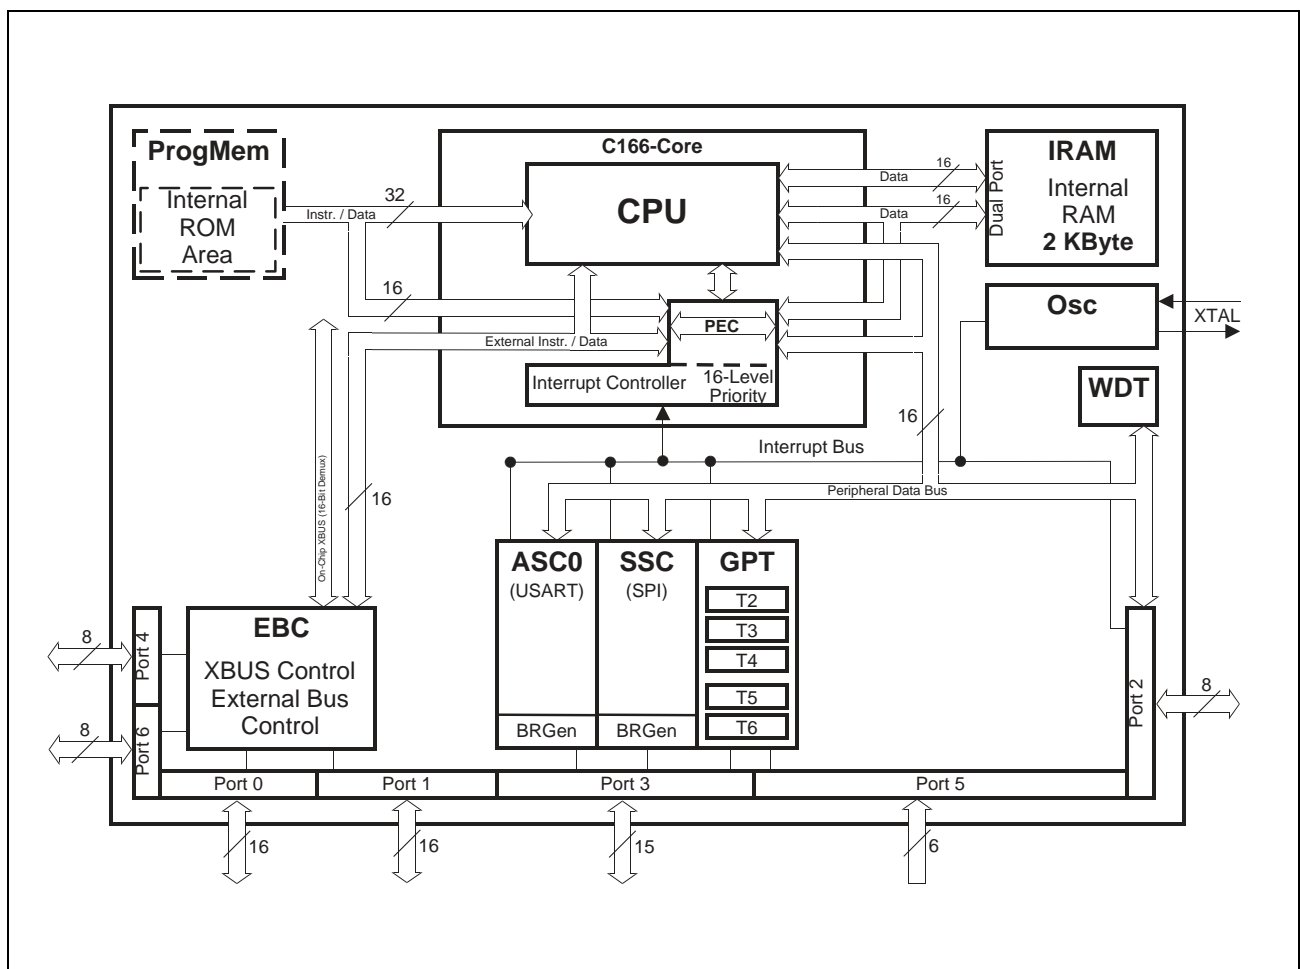 C166-Core
ProgMem
Internal
ROM
Area
32
Instr. / Data
CPU
16
Data
16
Data
Dual Port
IRAM
Internal
RAM
2 KByte
16
PEC
External Instr. / Data
Interrupt Controller
16-Level
Priority
Osc
XTAL
WDT
16
Interrupt Bus
Peripheral Data Bus
On-Chip XBUS (16-Bit Demux)
16
ASC0
(USART)
BRGen
SSC
(SPI)
BRGen
GPT
T2
T3
T4
T5
T6
EBC
XBUS Control
External Bus
Control
8
Port 4
8
Port 6
Port 2
8
Port 0
Port 1
Port 3
Port 5
16
16
15
6